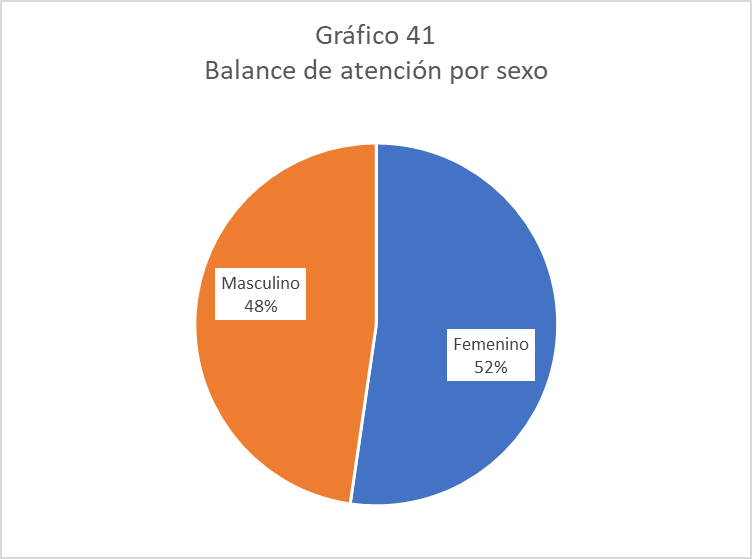 Gráfico 41
Balance de atención por sexo
Masculino
48%
Femenino
52%